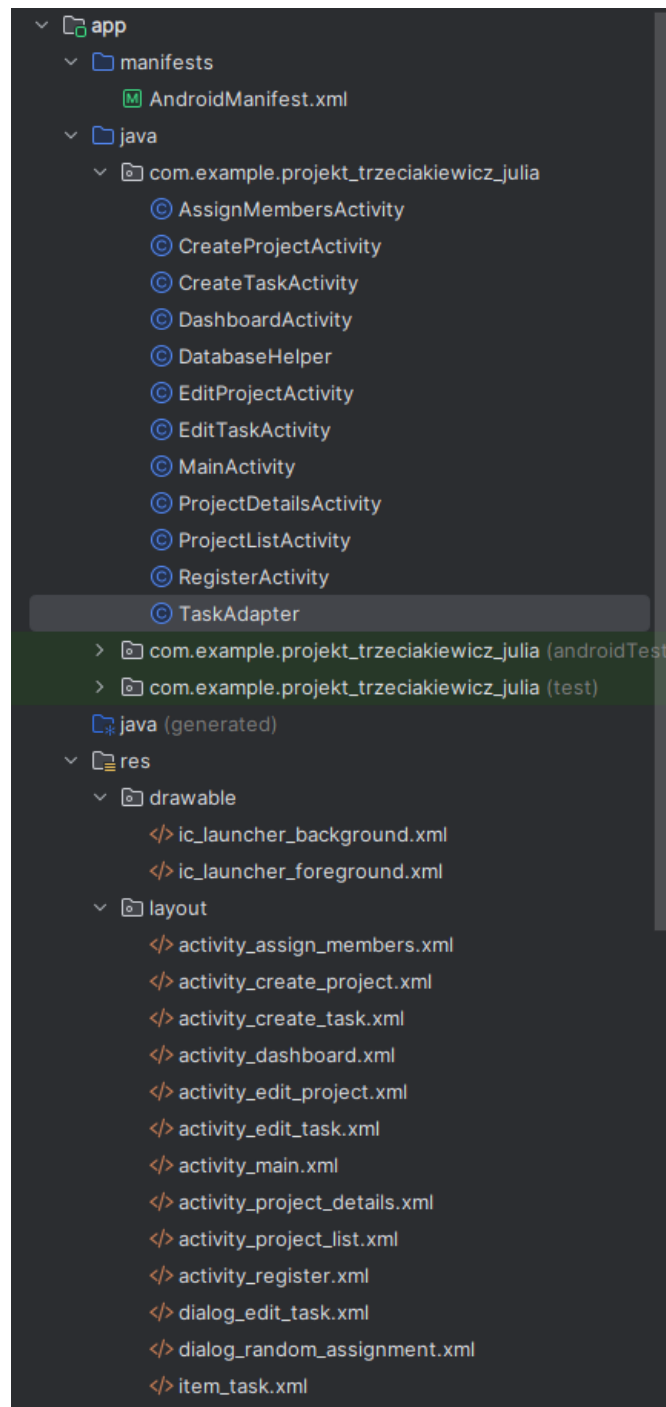 app
manifests
M AndroidManifest.xml
java
com.example.projekt_trzeciakiewicz_julia
C AssignMembersActivity
C CreateProjectActivity
C CreateTaskActivity
C DashboardActivity
C DatabaseHelper
C EditProjectActivity
C EditTaskActivity
C MainActivity
C ProjectDetailsActivity
C ProjectListActivity
C RegisterActivity
C TaskAdapter
com.example.projekt_trzeciakiewicz_julia (androidTest
com.example.projekt_trzeciakiewicz_julia (test)
java (generated)
res
drawable
</> ic_launcher_background.xml
</> ic_launcher_foreground.xml
layout
</> activity_assign_members.xml
</> activity_create_project.xml
</> activity_create_task.xml
</> activity_dashboard.xml
</> activity_edit_project.xml
</> activity_edit_task.xml
</> activity_main.xml
</> activity_project_details.xml
</> activity_project_list.xml
</> activity_register.xml
</> dialog_edit_task.xml
</> dialog_random_assignment.xml
</> item_task.xml